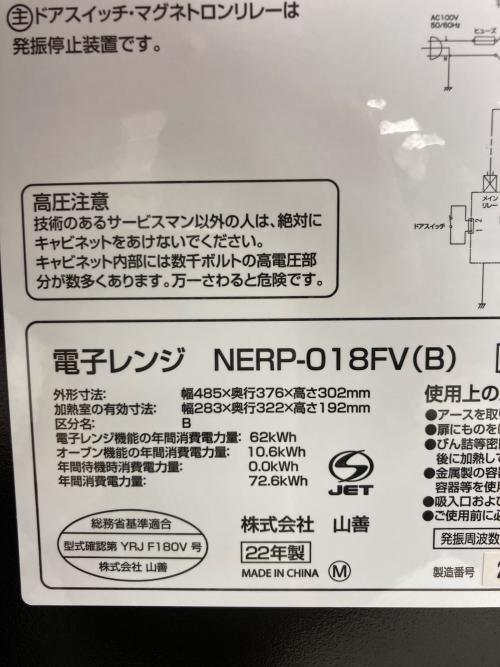 主 ドアスイッチ・マグネトロンリレーは
発振停止装置です。
AC100V
50/60Hz
ヒューズ
メイン
リレー
ドアスイッチ
1 2
高圧注意
技術のあるサービスマン以外の人は、絶対に
キャビネットをあけないでください。
キャビネット内部には数千ボルトの高電圧部
分が数多くあります。万一さわると危険です。
電子レンジ NERP-018FV(B)
外形寸法: 幅485×奥行376×高さ302mm
加熱室の有効寸法: 幅283×奥行322×高さ192mm
区分名: B
電子レンジ機能の年間消費電力量: 62kWh
オーブン機能の年間消費電力量: 10.6kWh
年間待機時消費電力量: 0.0kWh
年間消費電力量: 72.6kWh
S
JET
総務省基準適合
型式確認第 YRJ F180V 号
株式会社 山善
株式会社 山善
22年製
MADE IN CHINA M
使用上の
●アースを取
●扉にものを
●びん詰等密
後に加熱して
●金属製の容
容器等を使
●吸入口およ
●ご使用前に必
発振周波数
製造番号